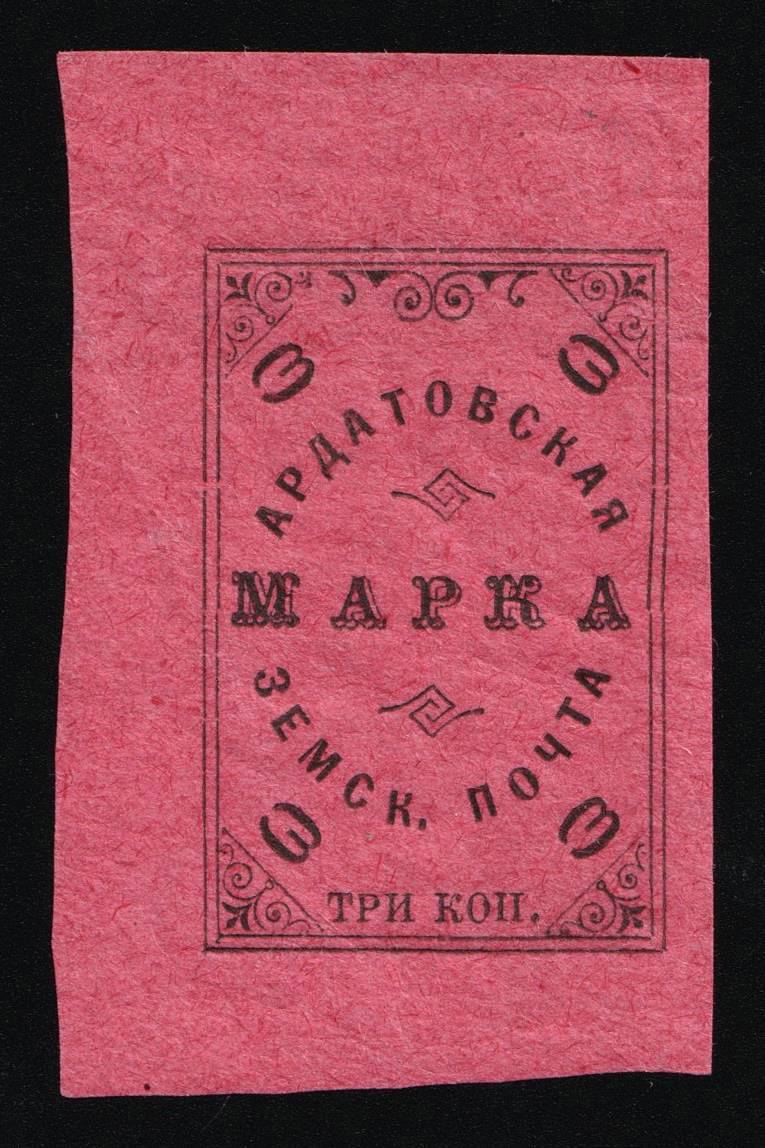 3 3
АРДАТОВСКАЯ
МАРКА
ЗЕМСК. ПОЧТА
3 3
ТРИ КОП.